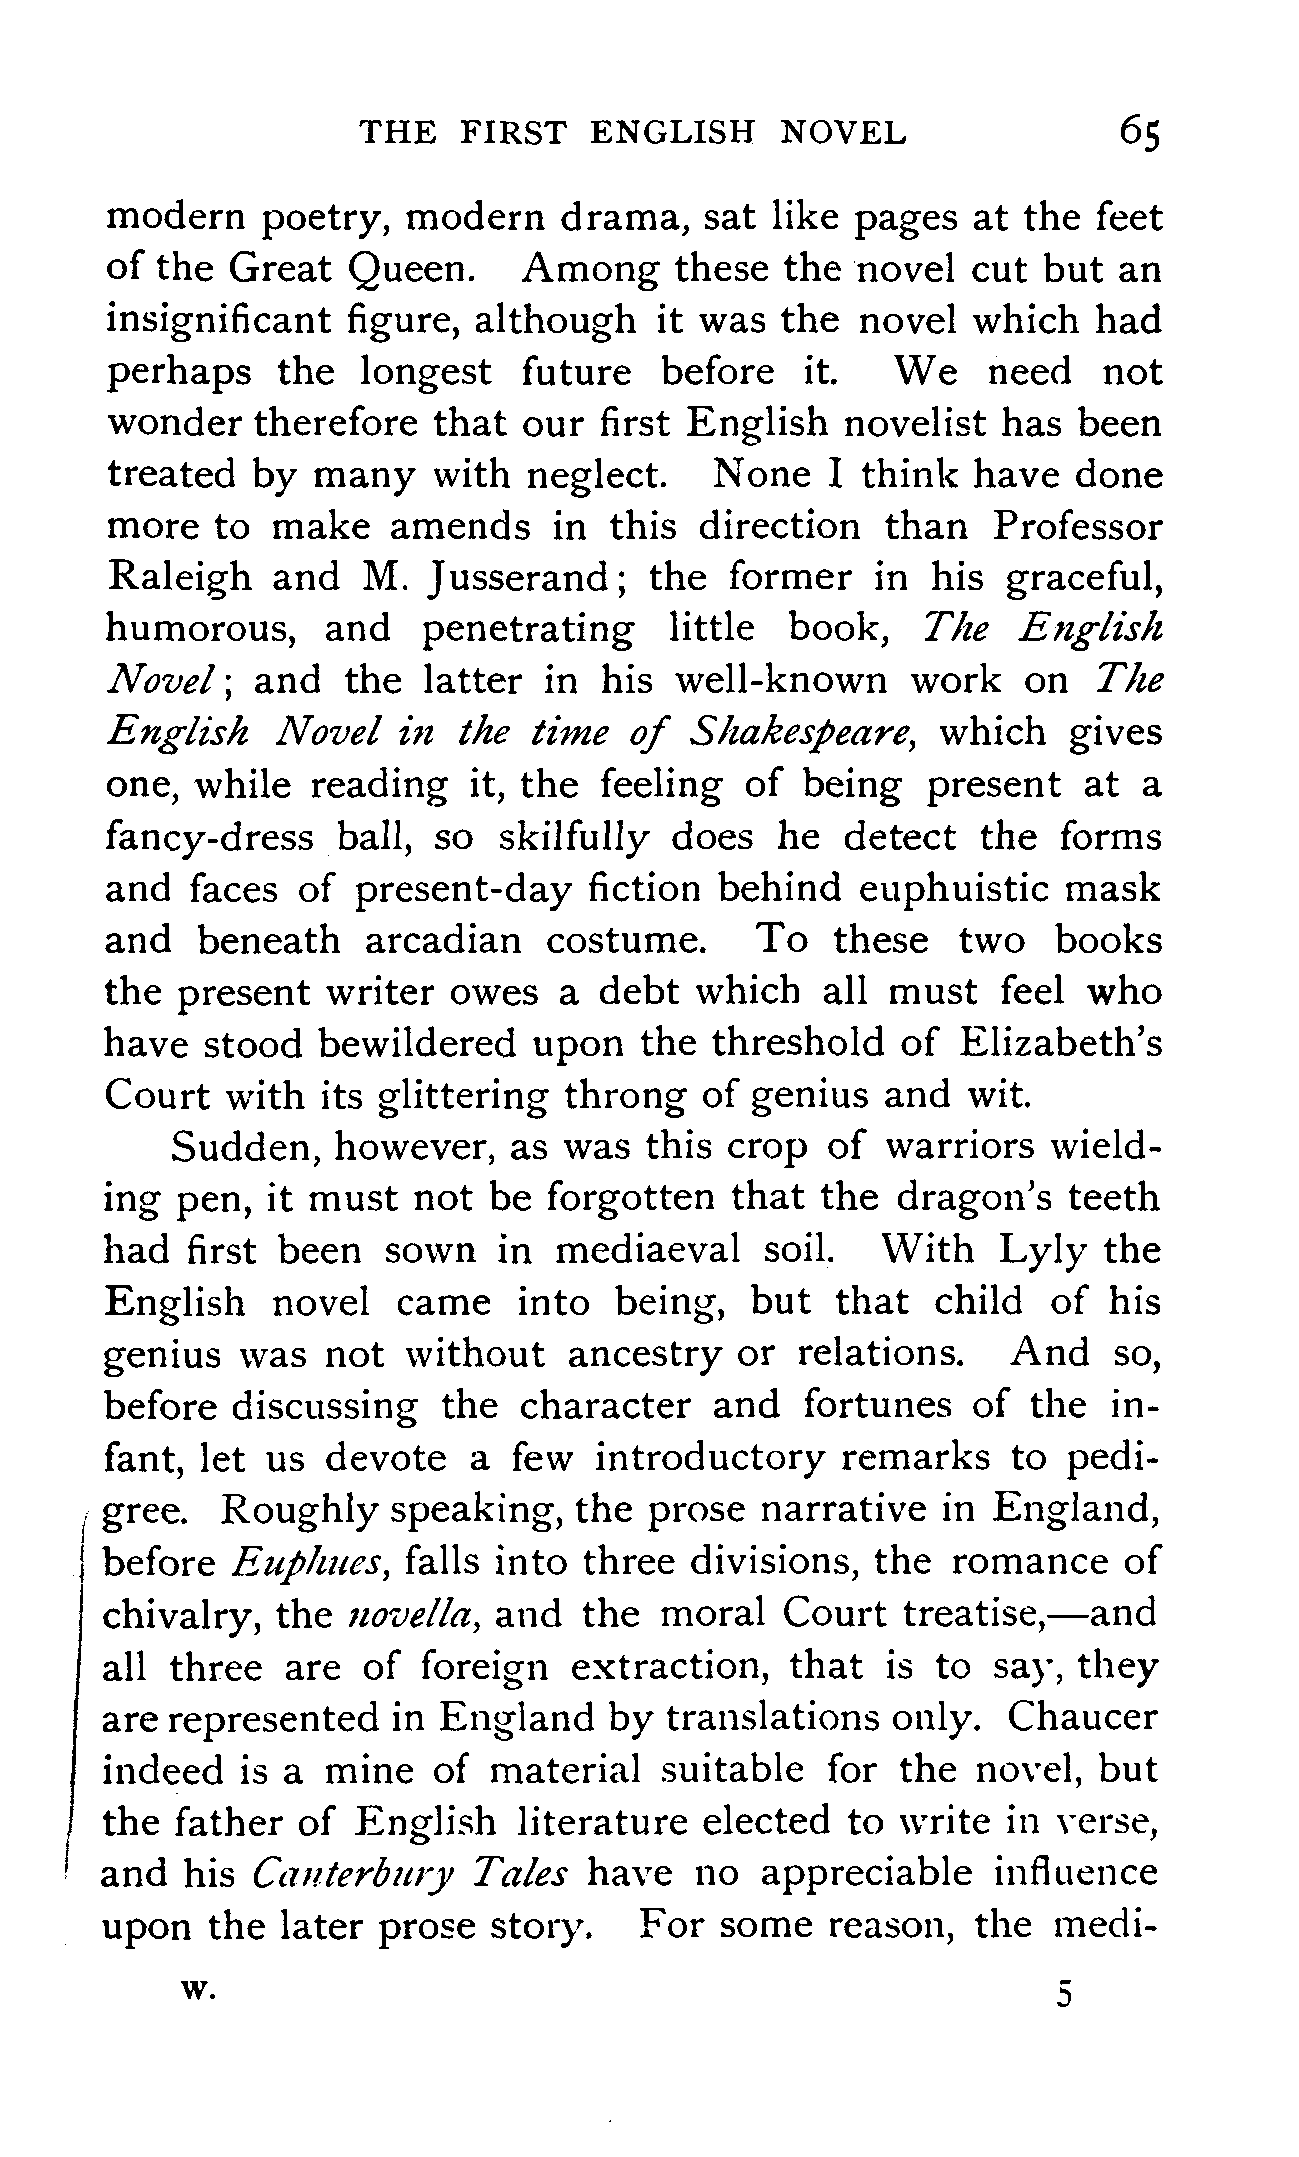 THE FIRST ENGLISH NOVEL 65
modern poetry, modern drama, sat like pages at the feet
of the Great Queen. Among these the novel cut but an
insignificant figure, although it was the novel which had
perhaps the longest future before it. We need not
wonder therefore that our first English novelist has been
treated by many with neglect. None I think have done
more to make amends in this direction than Professor
Raleigh and M. Jusserand; the former in his graceful,
humorous, and penetrating little book, The English
Novel; and the latter in his well-known work on The
English Novel in the time of Shakespeare, which gives
one, while reading it, the feeling of being present at a
fancy-dress ball, so skilfully does he detect the forms
and faces of present-day fiction behind euphuistic mask
and beneath arcadian costume. To these two books
the present writer owes a debt which all must feel who
have stood bewildered upon the threshold of Elizabeth's
Court with its glittering throng of genius and wit.
Sudden, however, as was this crop of warriors wield-
ing pen, it must not be forgotten that the dragon's teeth
had first been sown in mediaeval soil. With Lyly the
English novel came into being, but that child of his
genius was not without ancestry or relations. And so,
before discussing the character and fortunes of the in-
fant, let us devote a few introductory remarks to pedi-
gree. Roughly speaking, the prose narrative in England,
before Euphues, falls into three divisions, the romance of
chivalry, the novella, and the moral Court treatise,—and
all three are of foreign extraction, that is to say, they
are represented in England by translations only. Chaucer
indeed is a mine of material suitable for the novel, but
the father of English literature elected to write in verse,
and his Canterbury Tales have no appreciable influence
upon the later prose story. For some reason, the medi-
W. 5